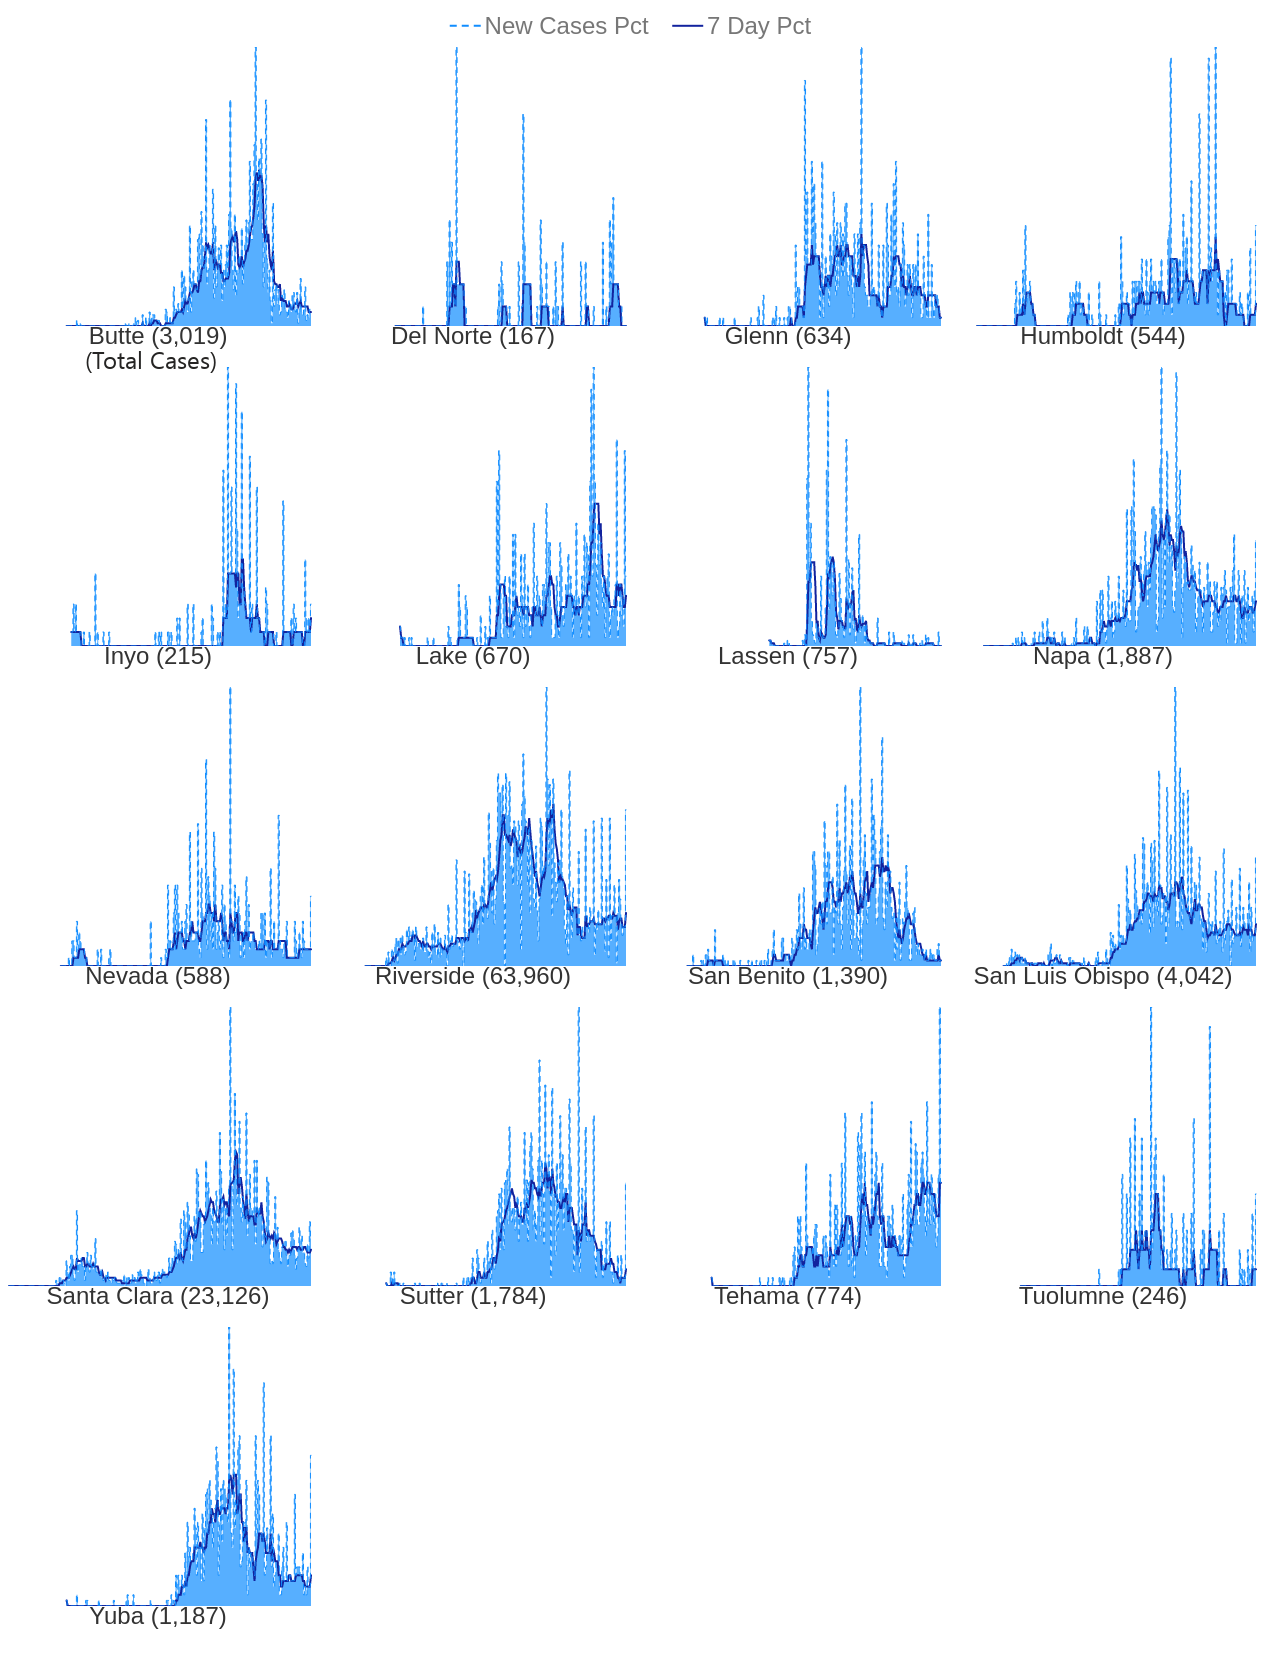 New Cases Pct 7 Day Pct
Butte (3,019) Del Norte (167) Glenn (634) Humboldt (544)
(Total Cases)
Inyo (215) Lake (670) Lassen (757) Napa (1,887)
Nevada (588) Riverside (63,960) San Benito (1,390) San Luis Obispo (4,042)
Santa Clara (23,126) Sutter (1,784) Tehama (774) Tuolumne (246)
Yuba (1,187)